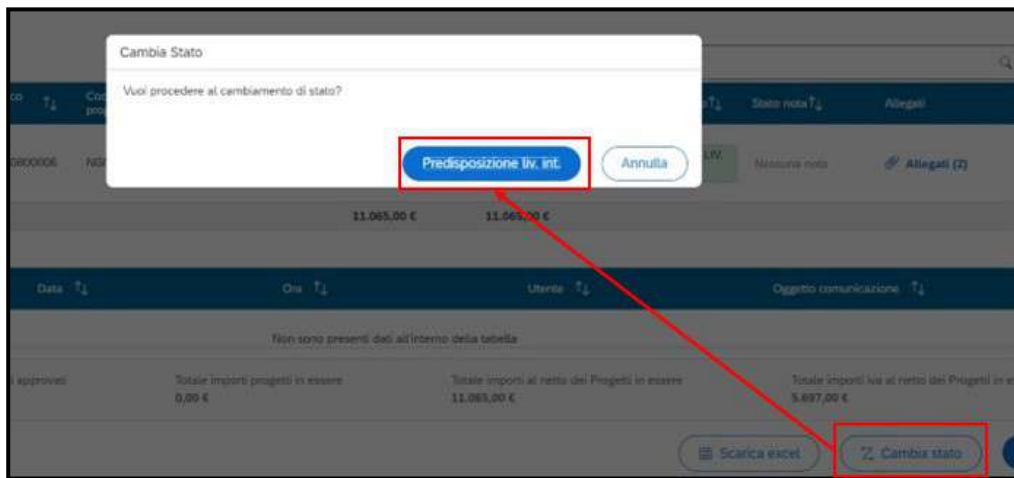 Cambia Stato
Vuoi procedere al cambiamento di stato?
Predisposizione liv. int. Annulla
Stato nota Allegati
Nessuna nota Allegati (2)
11.065,00 € 11.065,00 €
Data Ora Utente Oggetto comunicazione
Non sono presenti dati all'interno della tabella
approvati Totale importi progetti in essere Totale importi al netto dei Progetti in essere Totale importi iva al netto dei Progetti in e
0,00 € 11.065,00 € 5.697,00 €
Scarica excel Cambia stato